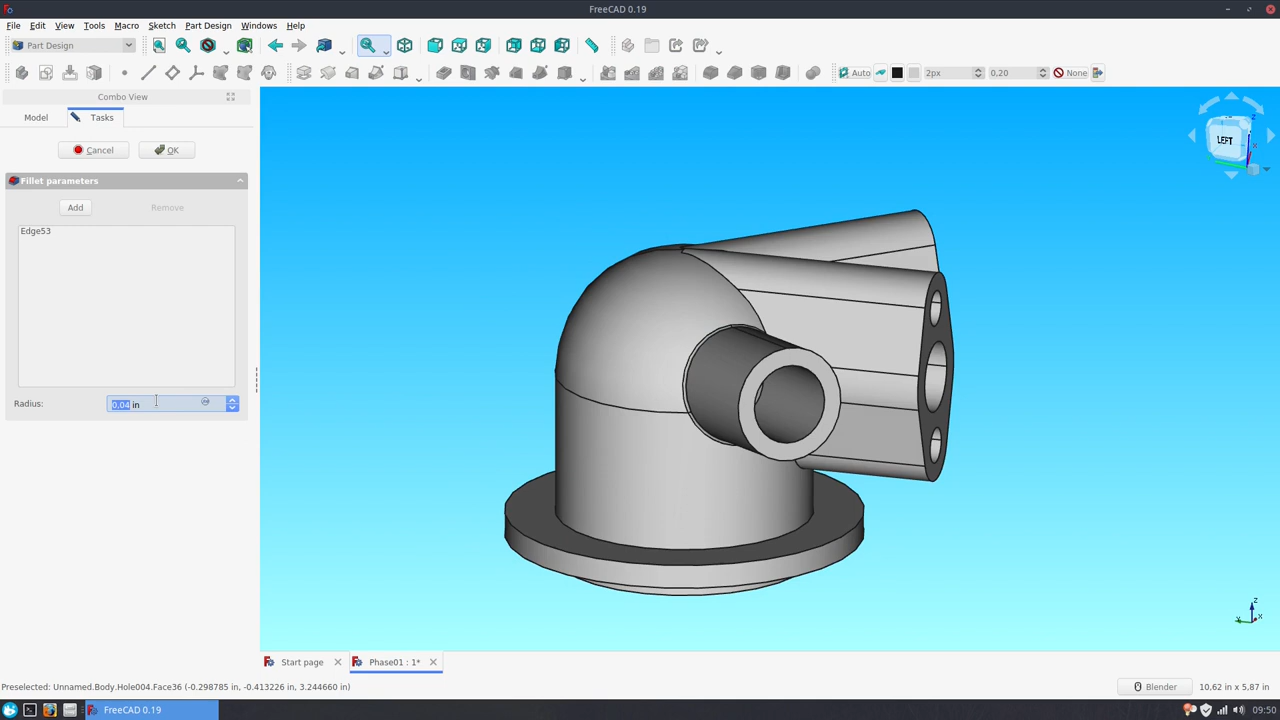 FreeCAD 0.19
File Edit View Tools Macro Sketch Part Design Windows Help
Part Design
Auto 2px 0,20 None
Combo View
Model Tasks
Cancel OK
Fillet parameters
Add Remove
Edge53
Radius: 0.04 in
LEFT
Z
Start page Phase01 : 1*
Preselected: Unnamed.Body.Hole004.Face36 (-0.298785 in, -0.413226 in, 3.244660 in)
Blender 10,62 in x 5,87 in
FreeCAD 0.19 09:50